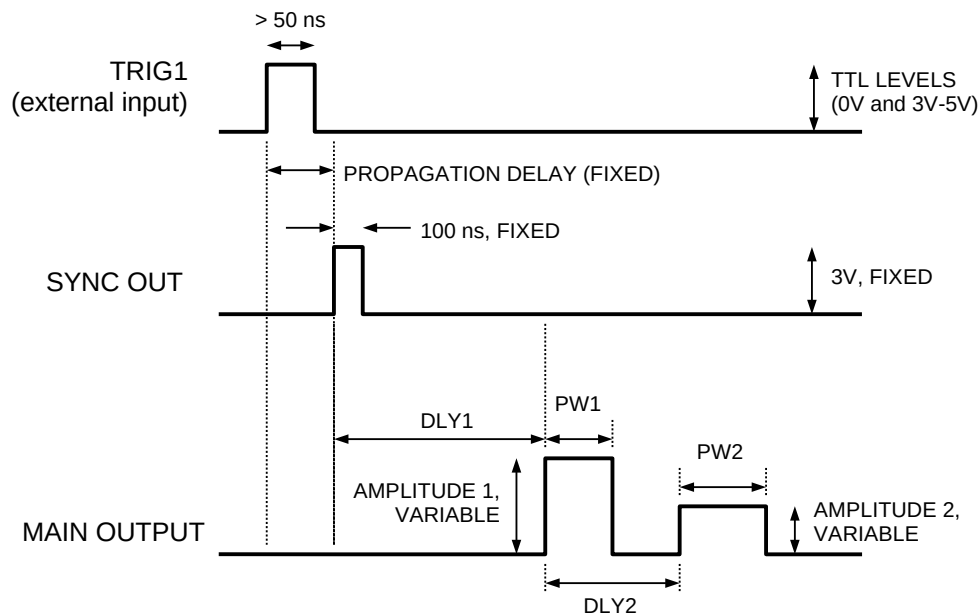 > 50 ns
TRIG1
(external input)
TTL LEVELS
(0V and 3V-5V)
PROPAGATION DELAY (FIXED)
100 ns, FIXED
SYNC OUT
3V, FIXED
DLY1
PW1
PW2
AMPLITUDE 1,
VARIABLE
MAIN OUTPUT
AMPLITUDE 2,
VARIABLE
DLY2